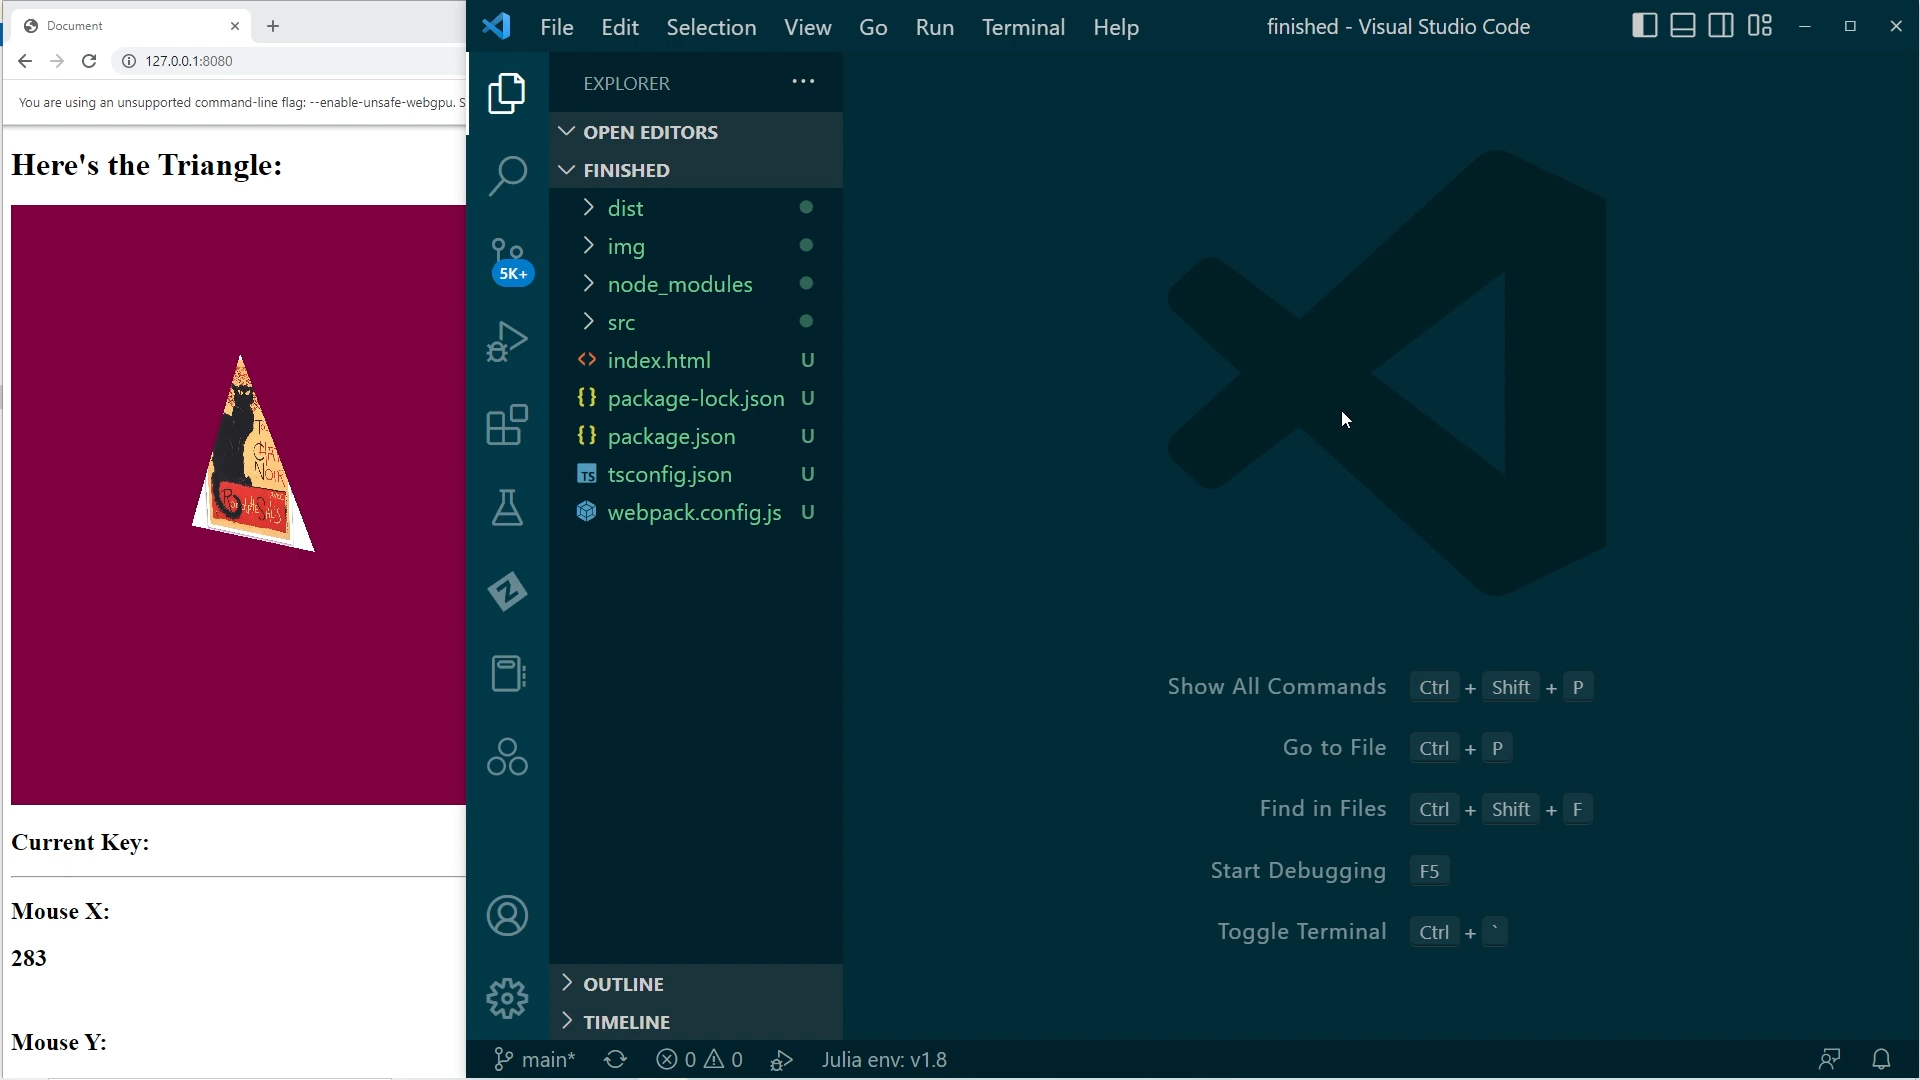 Document
127.0.0.1:8080
You are using an unsupported command-line flag: --enable-unsafe-webgpu. S
Here's the Triangle:
Current Key:
Mouse X:
283
Mouse Y:
File Edit Selection View Go Run Terminal Help
finished - Visual Studio Code
EXPLORER
OPEN EDITORS
FINISHED
dist
img
node_modules
src
index.html U
package-lock.json U
package.json U
TS tsconfig.json U
webpack.config.js U
5K+
OUTLINE
TIMELINE
Show All Commands Ctrl + Shift + P
Go to File Ctrl + P
Find in Files Ctrl + Shift + F
Start Debugging F5
Toggle Terminal Ctrl + `
main* 0 0 Julia env: v1.8